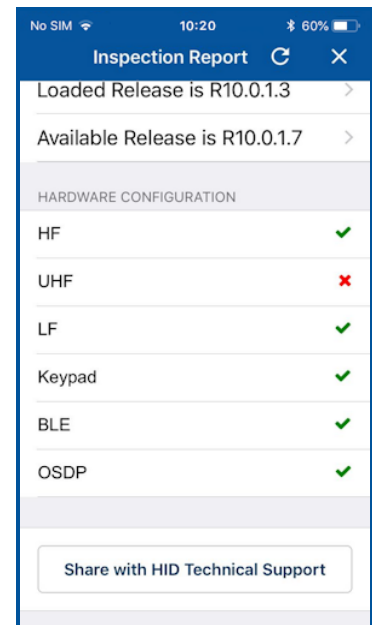 No SIM 10:20 60%
Inspection Report
Loaded Release is R10.0.1.3
Available Release is R10.0.1.7
HARDWARE CONFIGURATION
HF
UHF
LF
Keypad
BLE
OSDP
Share with HID Technical Support